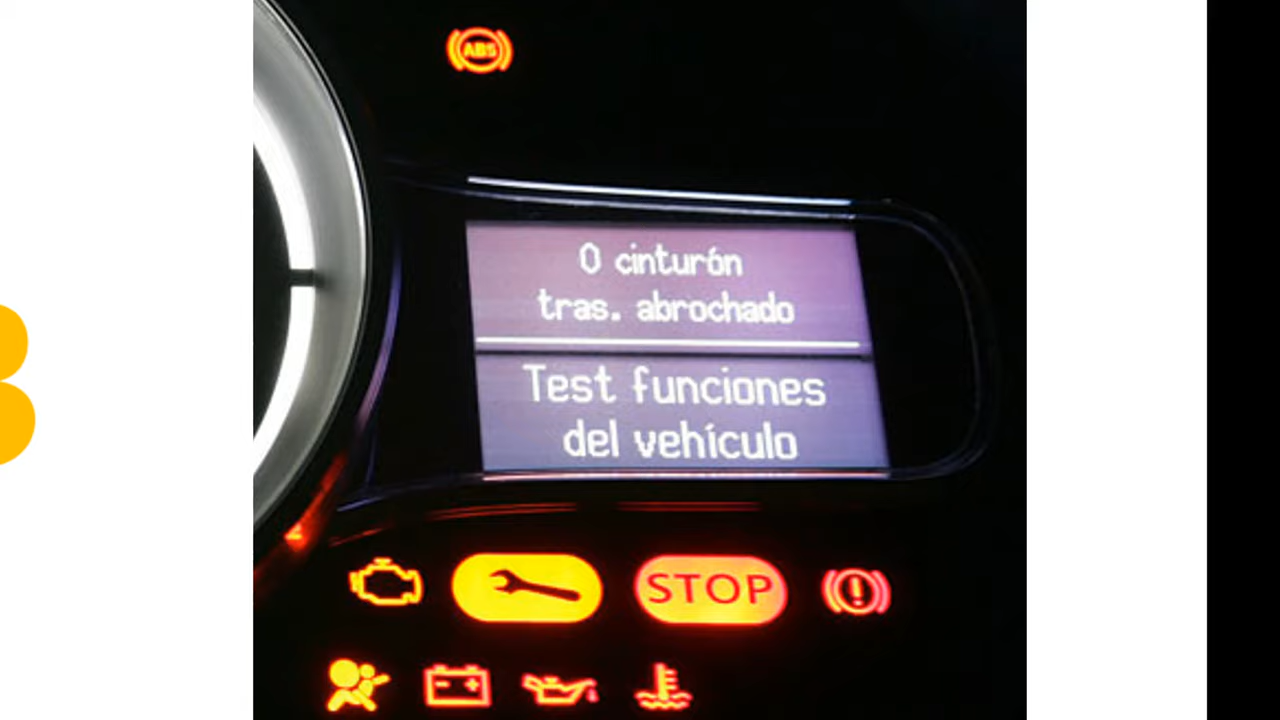 ABS
0 cinturón
tras. abrochado
Test funciones
del vehículo
STOP